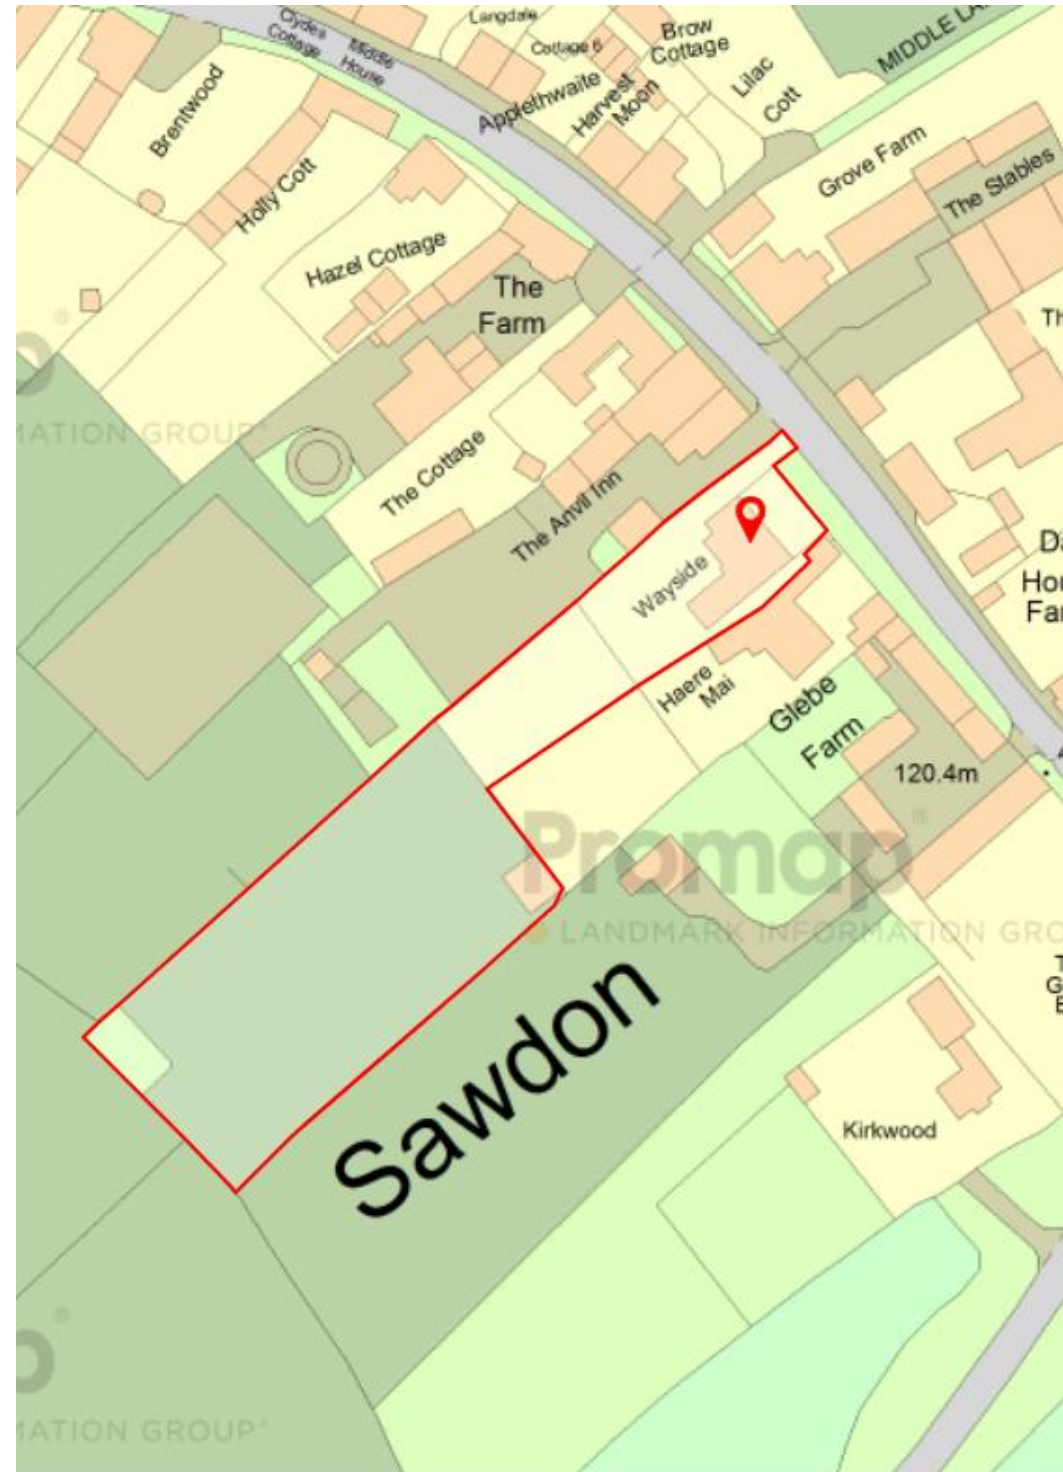 Clydes
Cottage
Middle
House
Langdale
Cottage 6
Brow
Cottage
Applethwaite
Harvest
Moon
Lilac
Cott
Brentwood
Holly Cott
Grove Farm
The Stables
Hazel Cottage
The
Farm
The Cottage
The Anvil Inn
Wayside
Haere
Mai
Glebe
Farm
120.4m
Promap
LANDMARK INFORMATION GRO
Sawdon
Kirkwood
MATION GROUP
MATION GROUP